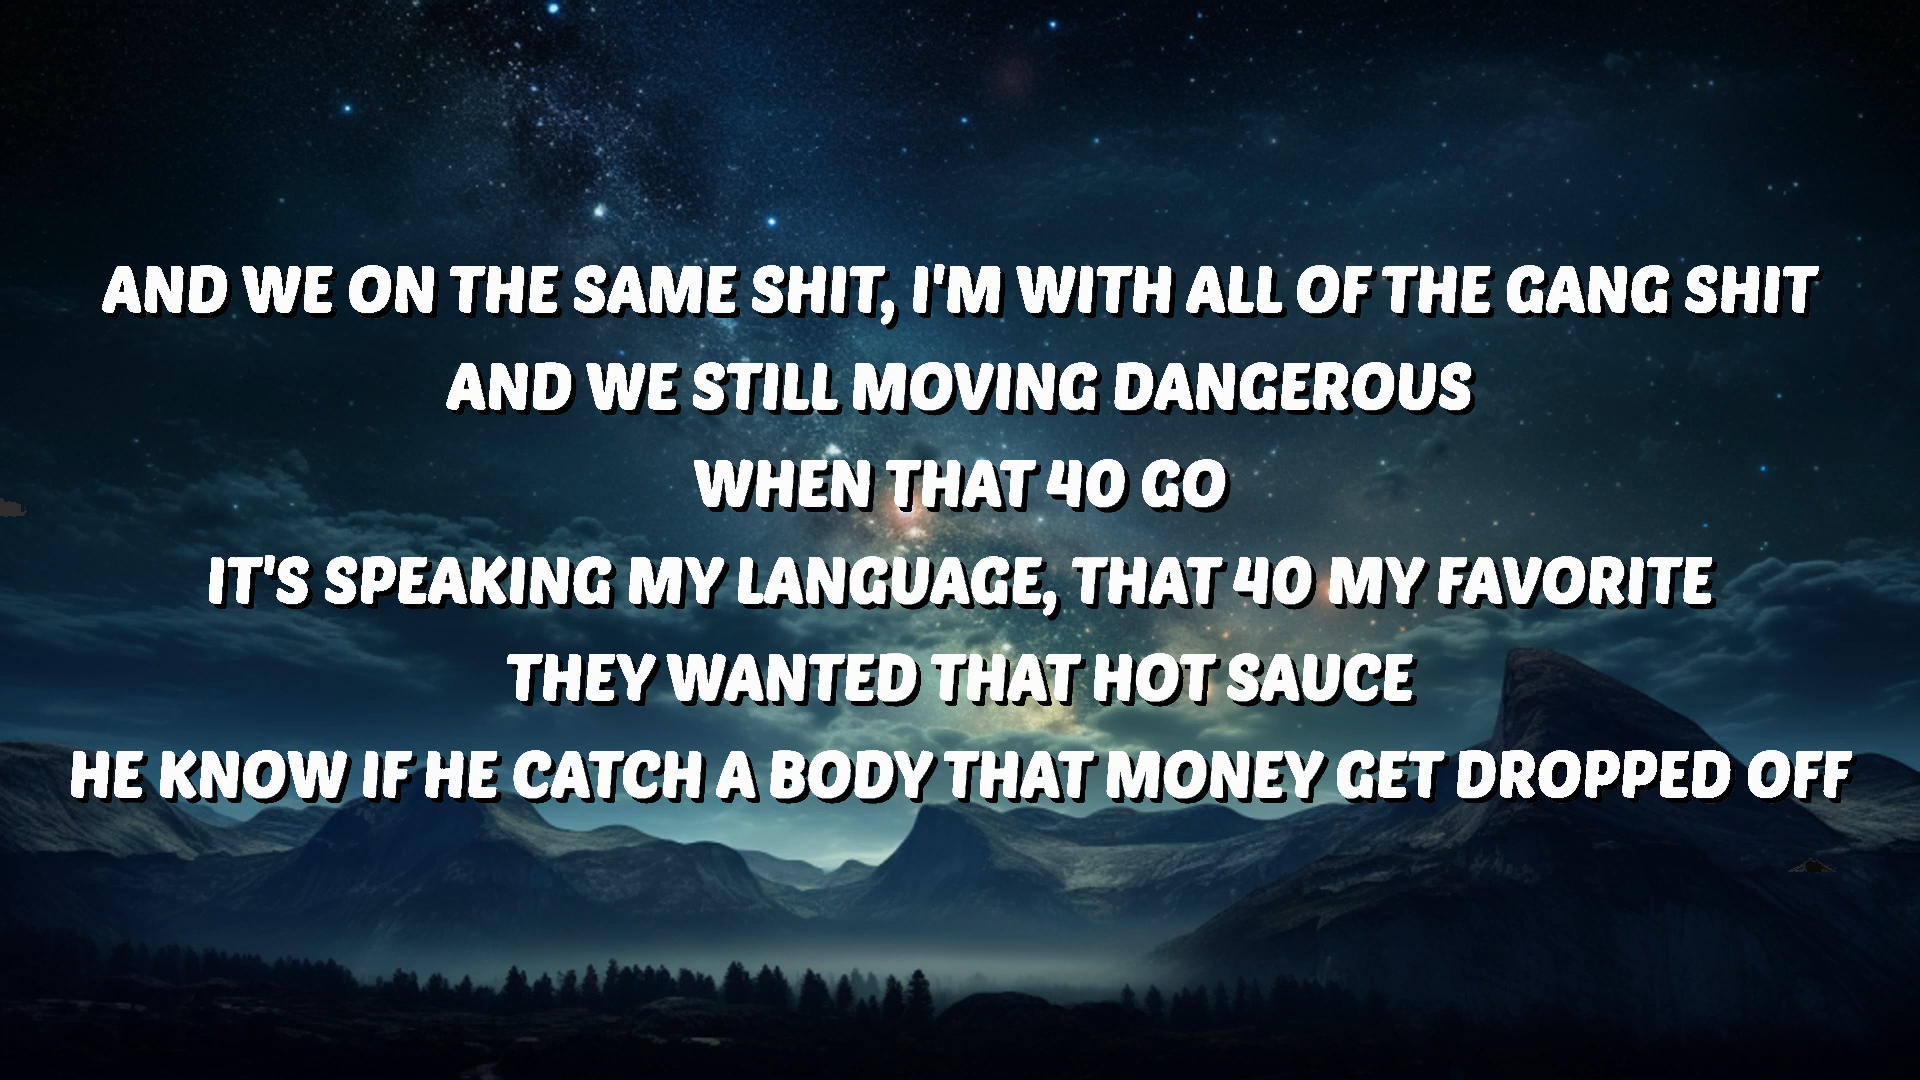 AND WE ON THE SAME SHIT, I'M WITH ALL OF THE GANG SHIT
AND WE STILL MOVING DANGEROUS
WHEN THAT 40 GO
IT'S SPEAKING MY LANGUAGE, THAT 40 MY FAVORITE
THEY WANTED THAT HOT SAUCE
HE KNOW IF HE CATCH A BODY THAT MONEY GET DROPPED OFF